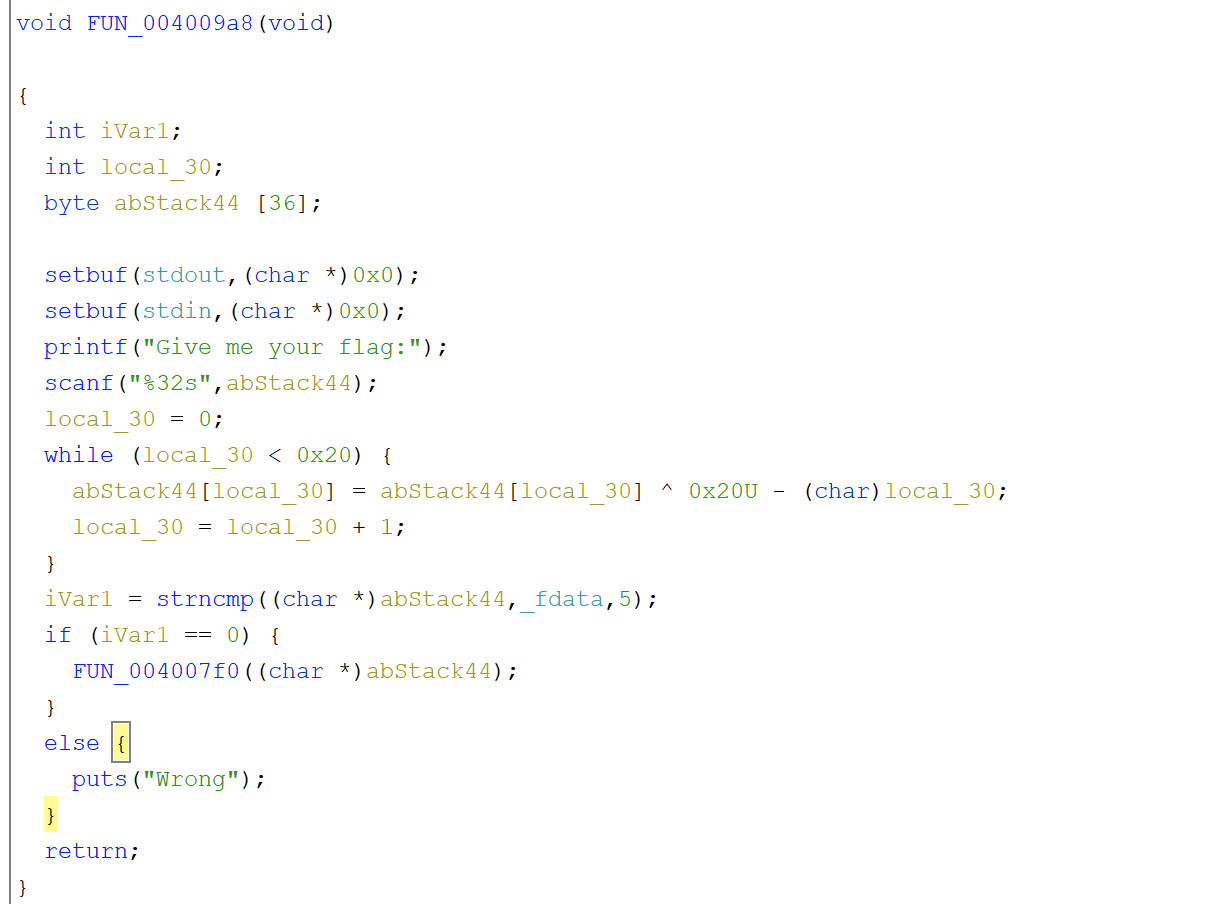 void FUN_004009a8(void)
{
int iVar1;
int local_30;
byte abStack44 [36];
setbuf(stdout,(char *)0x0);
setbuf(stdin,(char *)0x0);
printf("Give me your flag:");
scanf("%32s",abStack44);
local_30 = 0;
while (local_30 < 0x20) {
abStack44[local_30] = abStack44[local_30] ^ 0x20U - (char)local_30;
local_30 = local_30 + 1;
}
iVar1 = strncmp((char *)abStack44,_fdata,5);
if (iVar1 == 0) {
FUN_004007f0((char *)abStack44);
}
else {
puts("Wrong");
}
return;
}